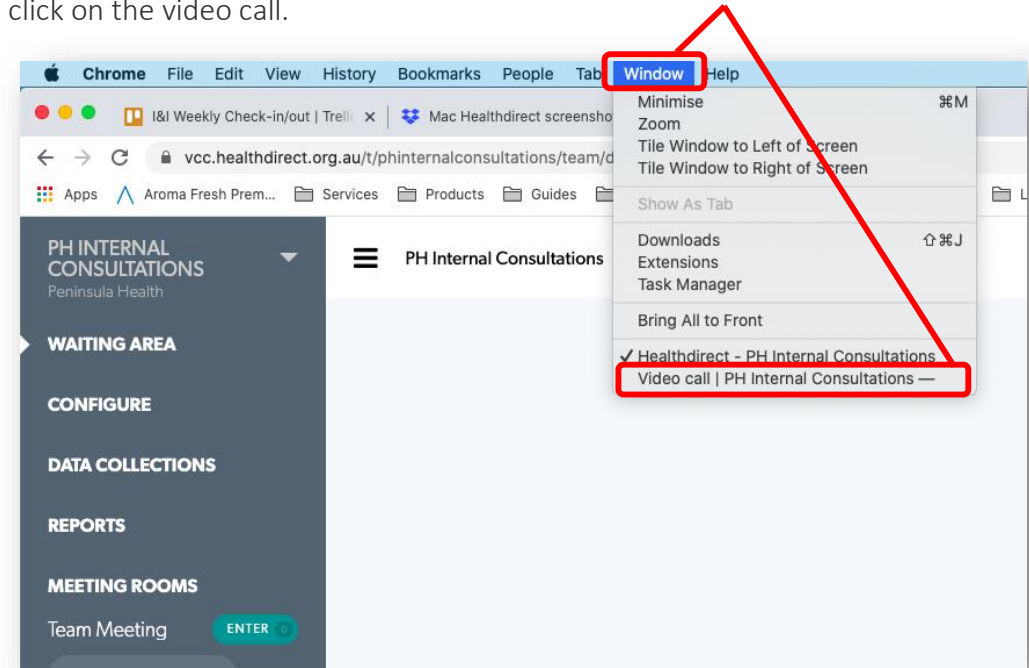 click on the video call.
Chrome File Edit View History Bookmarks People Tab Window Help
I&I Weekly Check-in/out | Trell
Mac Healthdirect screensho
vcc.healthdirect.org.au/t/phinternalconsultations/team/d
Apps Aroma Fresh Prem... Services Products Guides
L
Minimise ⌘M
Zoom
Tile Window to Left of Screen
Tile Window to Right of Screen
Show As Tab
Downloads ⇧⌘J
Extensions
Task Manager
Bring All to Front
✓ Healthdirect - PH Internal Consultations
Video call | PH Internal Consultations —
PH INTERNAL
CONSULTATIONS
Peninsula Health
PH Internal Consultations
WAITING AREA
CONFIGURE
DATA COLLECTIONS
REPORTS
MEETING ROOMS
Team Meeting ENTER